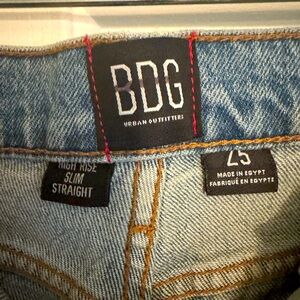 BDG
URBAN OUTFITTERS
HIGH RISE
SLIM
STRAIGHT
25
MADE IN EGYPT
FABRIQUÉ EN EGYPTE